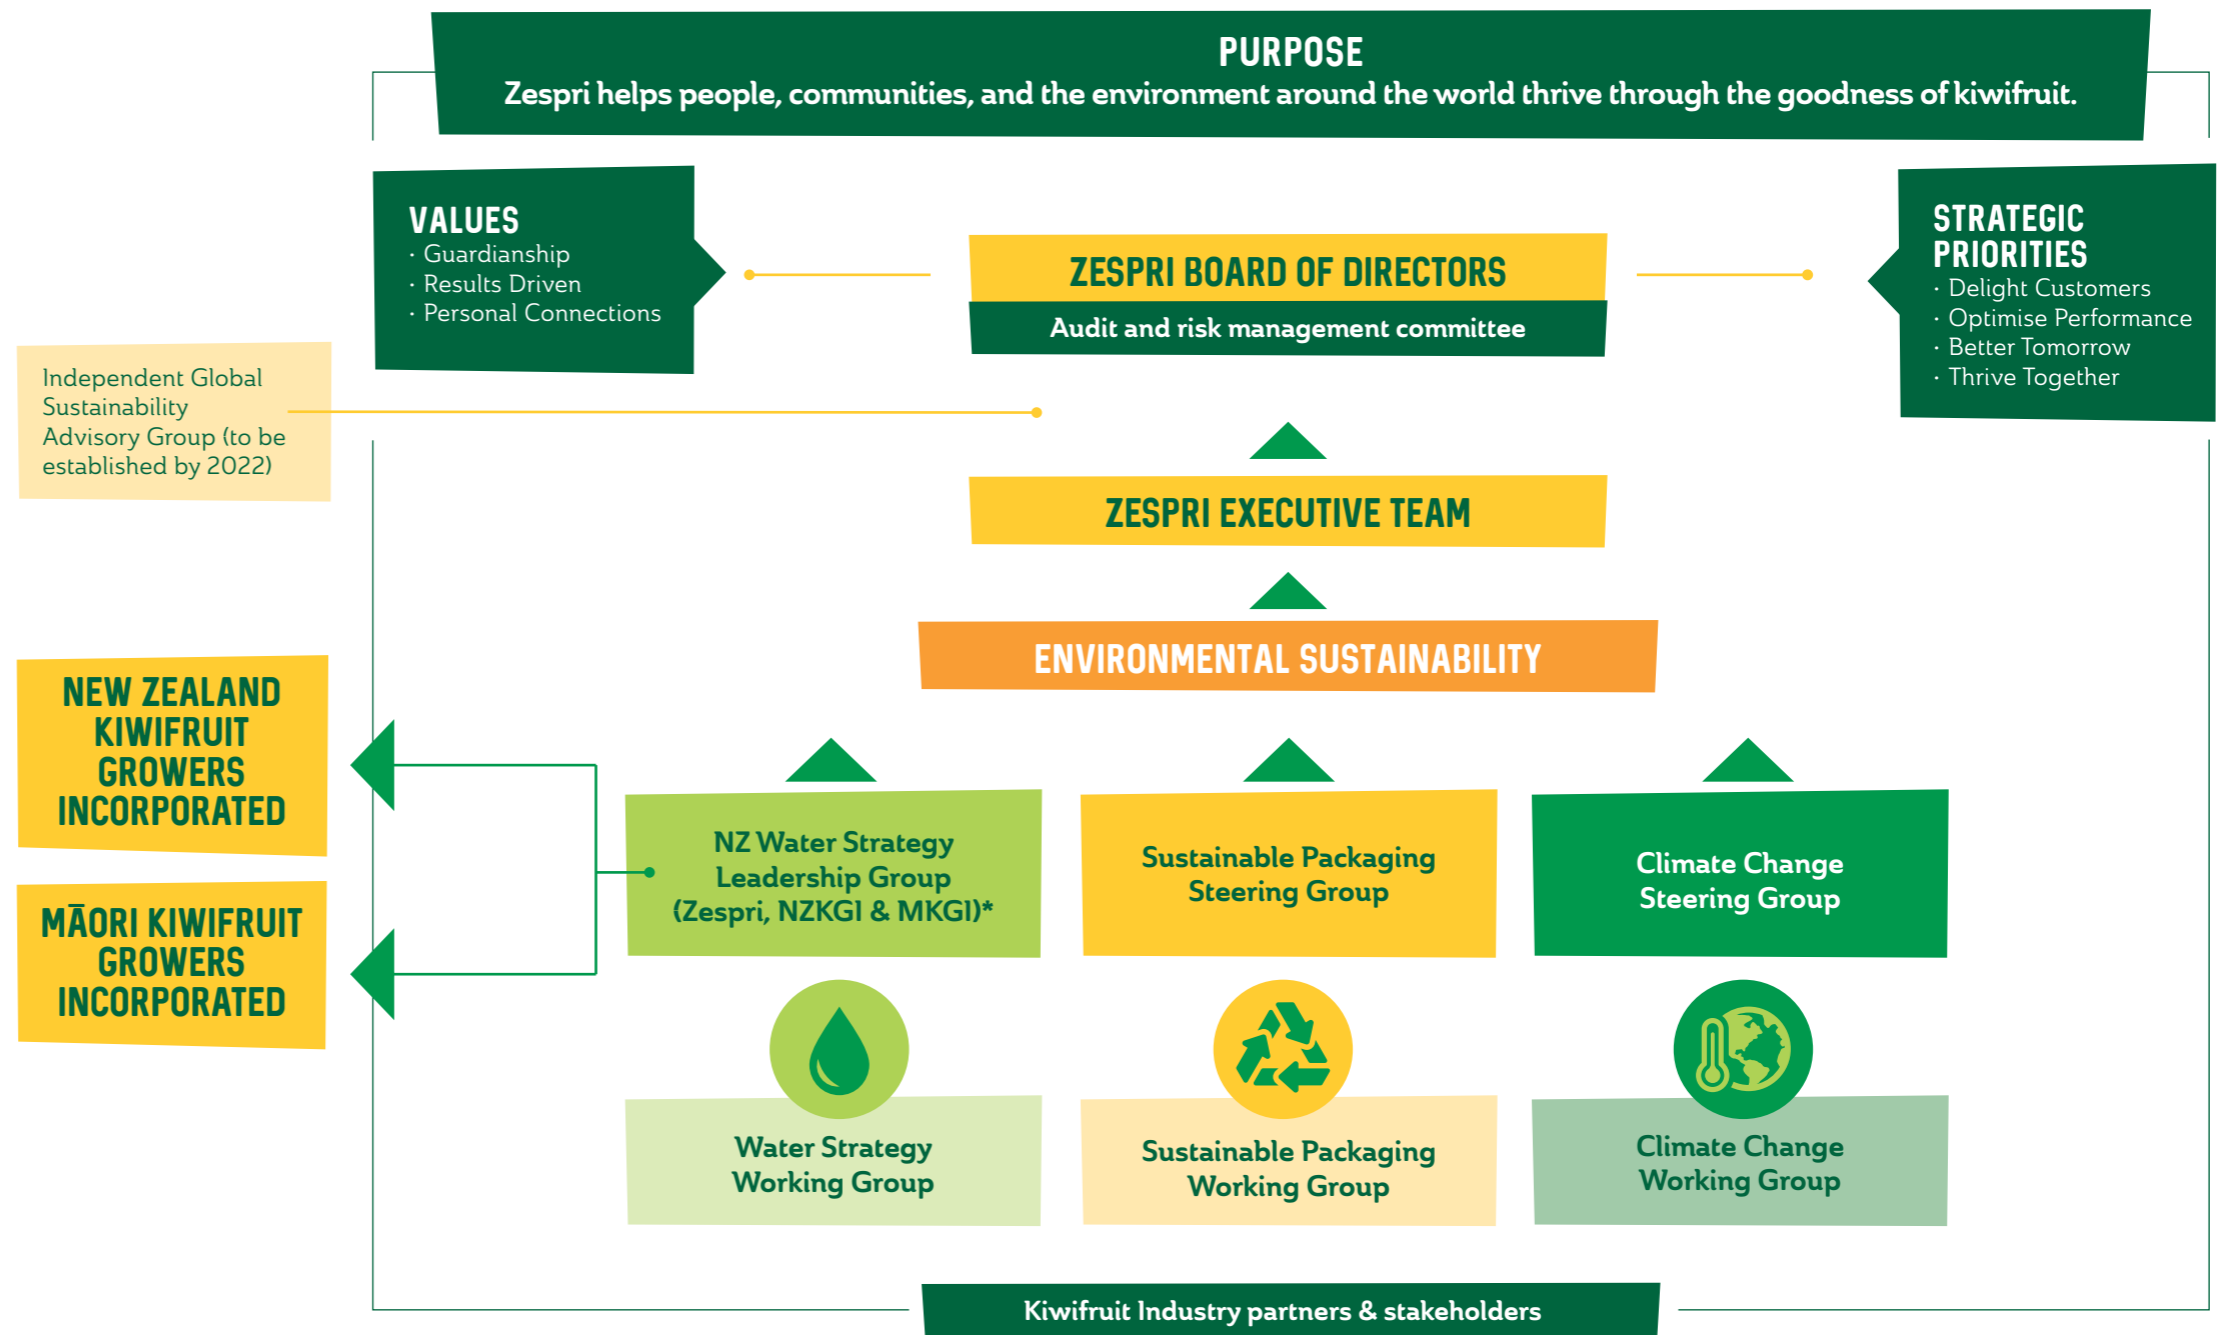 PURPOSE
Zespri helps people, communities, and the environment around the world thrive through the goodness of kiwifruit.
VALUES
· Guardianship
· Results Driven
· Personal Connections
ZESPRI BOARD OF DIRECTORS
Audit and risk management committee
STRATEGIC
PRIORITIES
· Delight Customers
· Optimise Performance
· Better Tomorrow
· Thrive Together
Independent Global
Sustainability
Advisory Group (to be
established by 2022)
ZESPRI EXECUTIVE TEAM
ENVIRONMENTAL SUSTAINABILITY
NEW ZEALAND
KIWIFRUIT
GROWERS
INCORPORATED
MĀORI KIWIFRUIT
GROWERS
INCORPORATED
NZ Water Strategy
Leadership Group
(Zespri, NZKGI & MKGI)*
Sustainable Packaging
Steering Group
Climate Change
Steering Group
Water Strategy
Working Group
Sustainable Packaging
Working Group
Climate Change
Working Group
Kiwifruit Industry partners & stakeholders